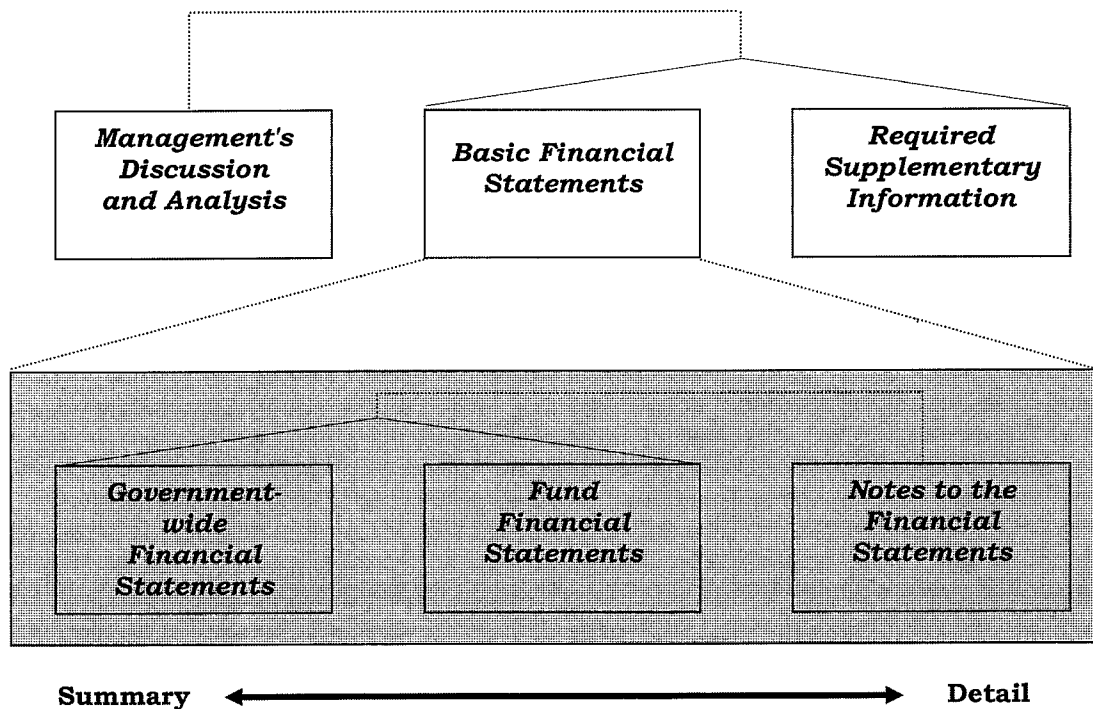 Management's
Discussion
and Analysis
Basic Financial
Statements
Required
Supplementary
Information
Government-
wide
Financial
Statements
Fund
Financial
Statements
Notes to the
Financial
Statements
Summary
Detail